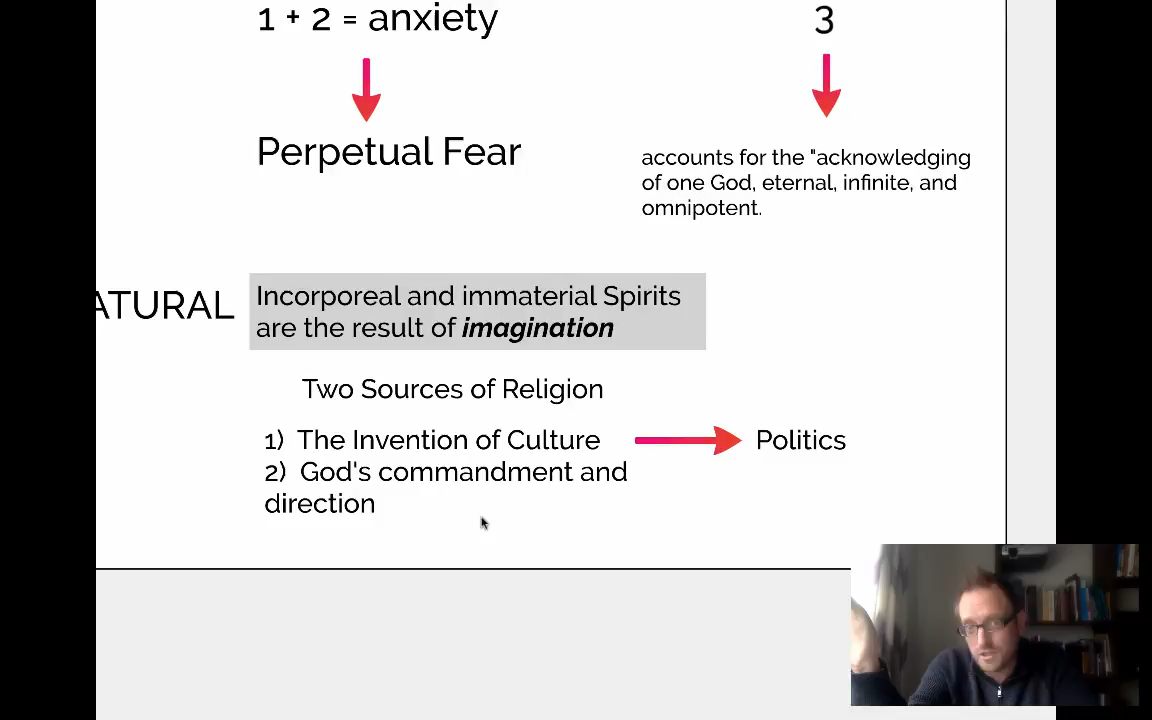 1 + 2 = anxiety
3
Perpetual Fear
accounts for the "acknowledging
of one God, eternal, infinite, and
omnipotent.
ATURAL
Incorporeal and immaterial Spirits
are the result of imagination
Two Sources of Religion
1) The Invention of Culture
Politics
2) God's commandment and
direction